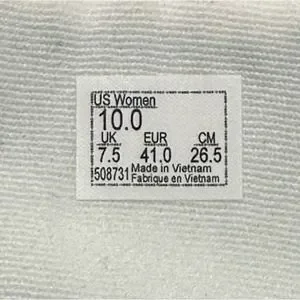 US Women
10.0
UK EUR CM
7.5 41.0 26.5
508731 Made in Vietnam
Fabrique en Vietnam